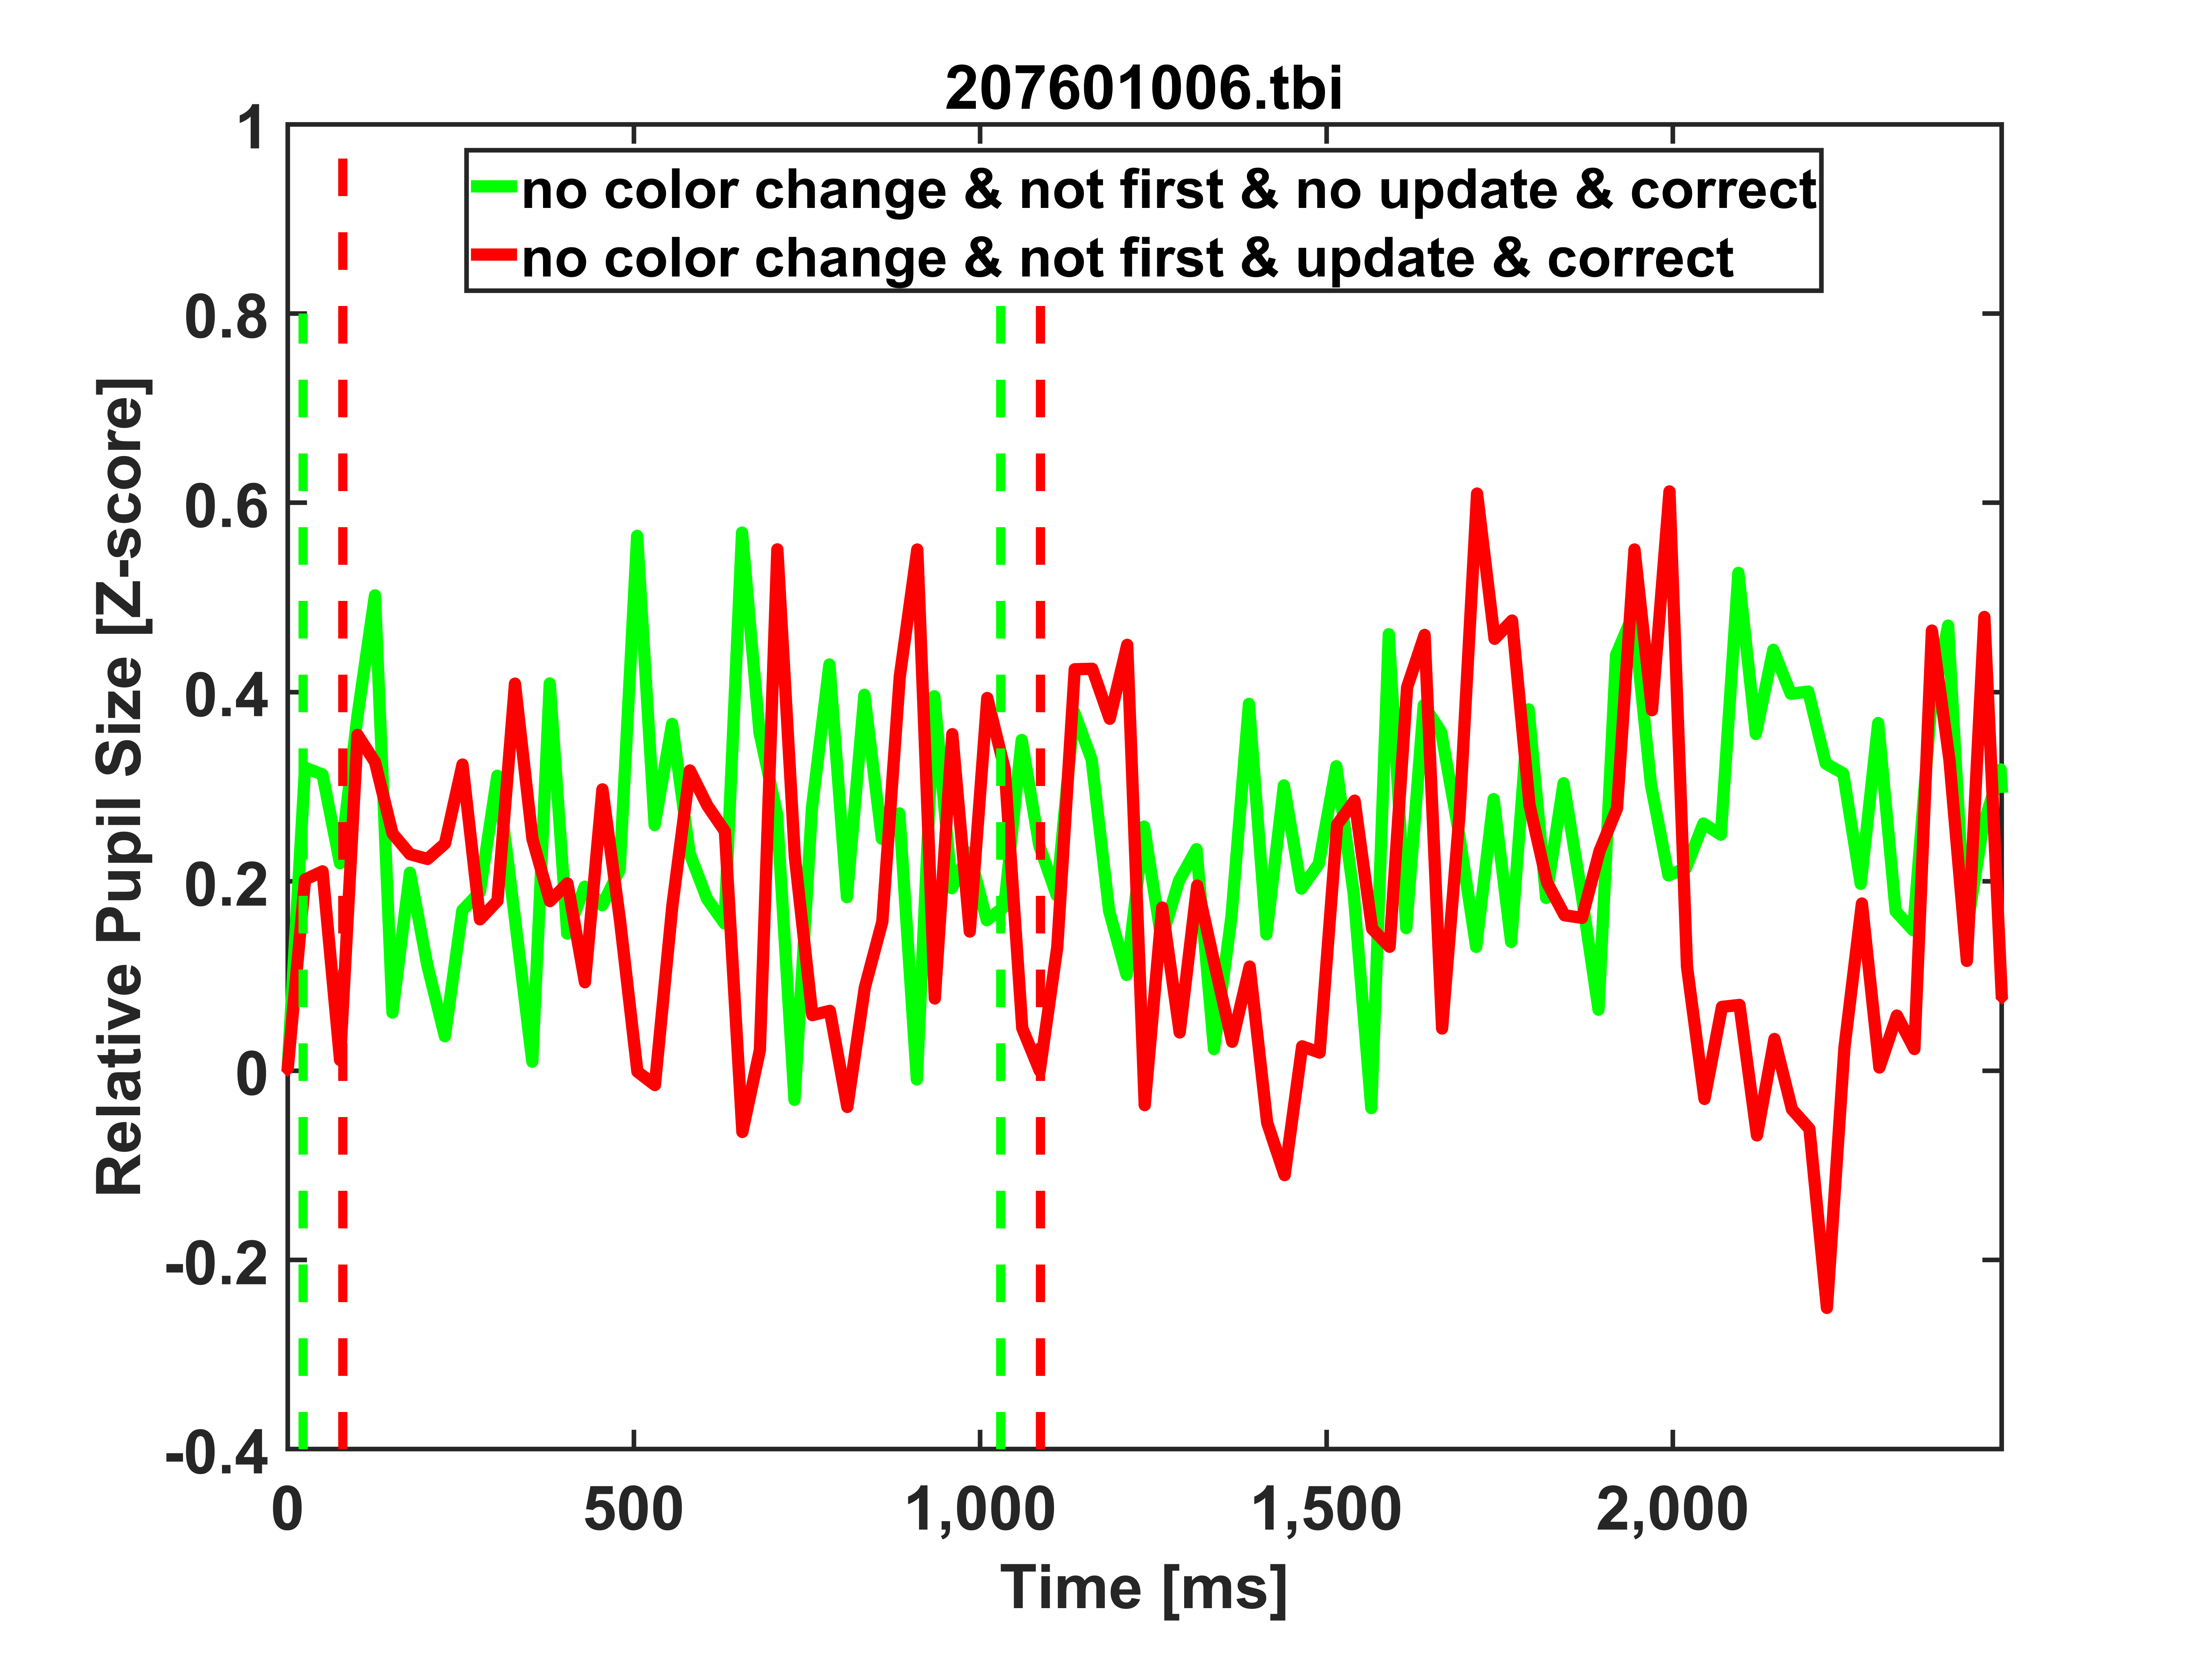 207601006.tbi
1
no color change & not first & no update & correct
no color change & not first & update & correct
0.8
0.6
0.4
0.2
0
-0.2
-0.4
Relative Pupil Size [Z-score]
0 500 1,000 1,500 2,000
Time [ms]